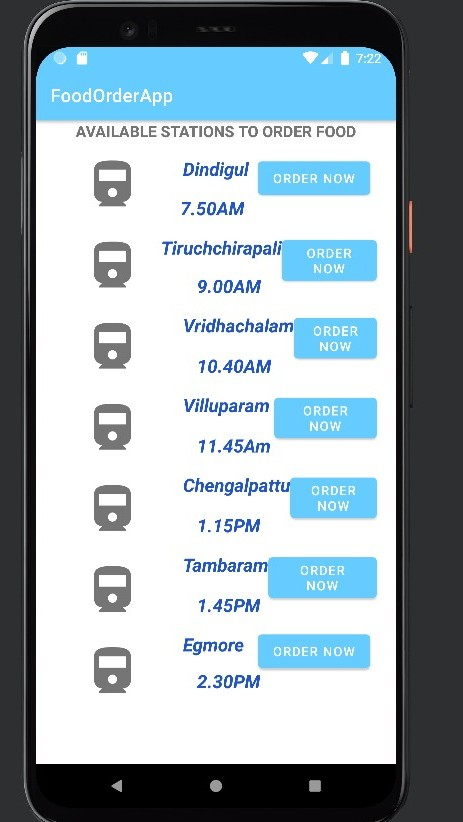 7:22
FoodOrderApp
AVAILABLE STATIONS TO ORDER FOOD
Dindigul
ORDER NOW
7.50AM
Tiruchchirapali
ORDER
NOW
9.00AM
Vridhachalam
ORDER
NOW
10.40AM
Villuparam
ORDER
NOW
11.45Am
Chengalpattu
ORDER
NOW
1.15PM
Tambaram
ORDER
NOW
1.45PM
Egmore
ORDER NOW
2.30PM